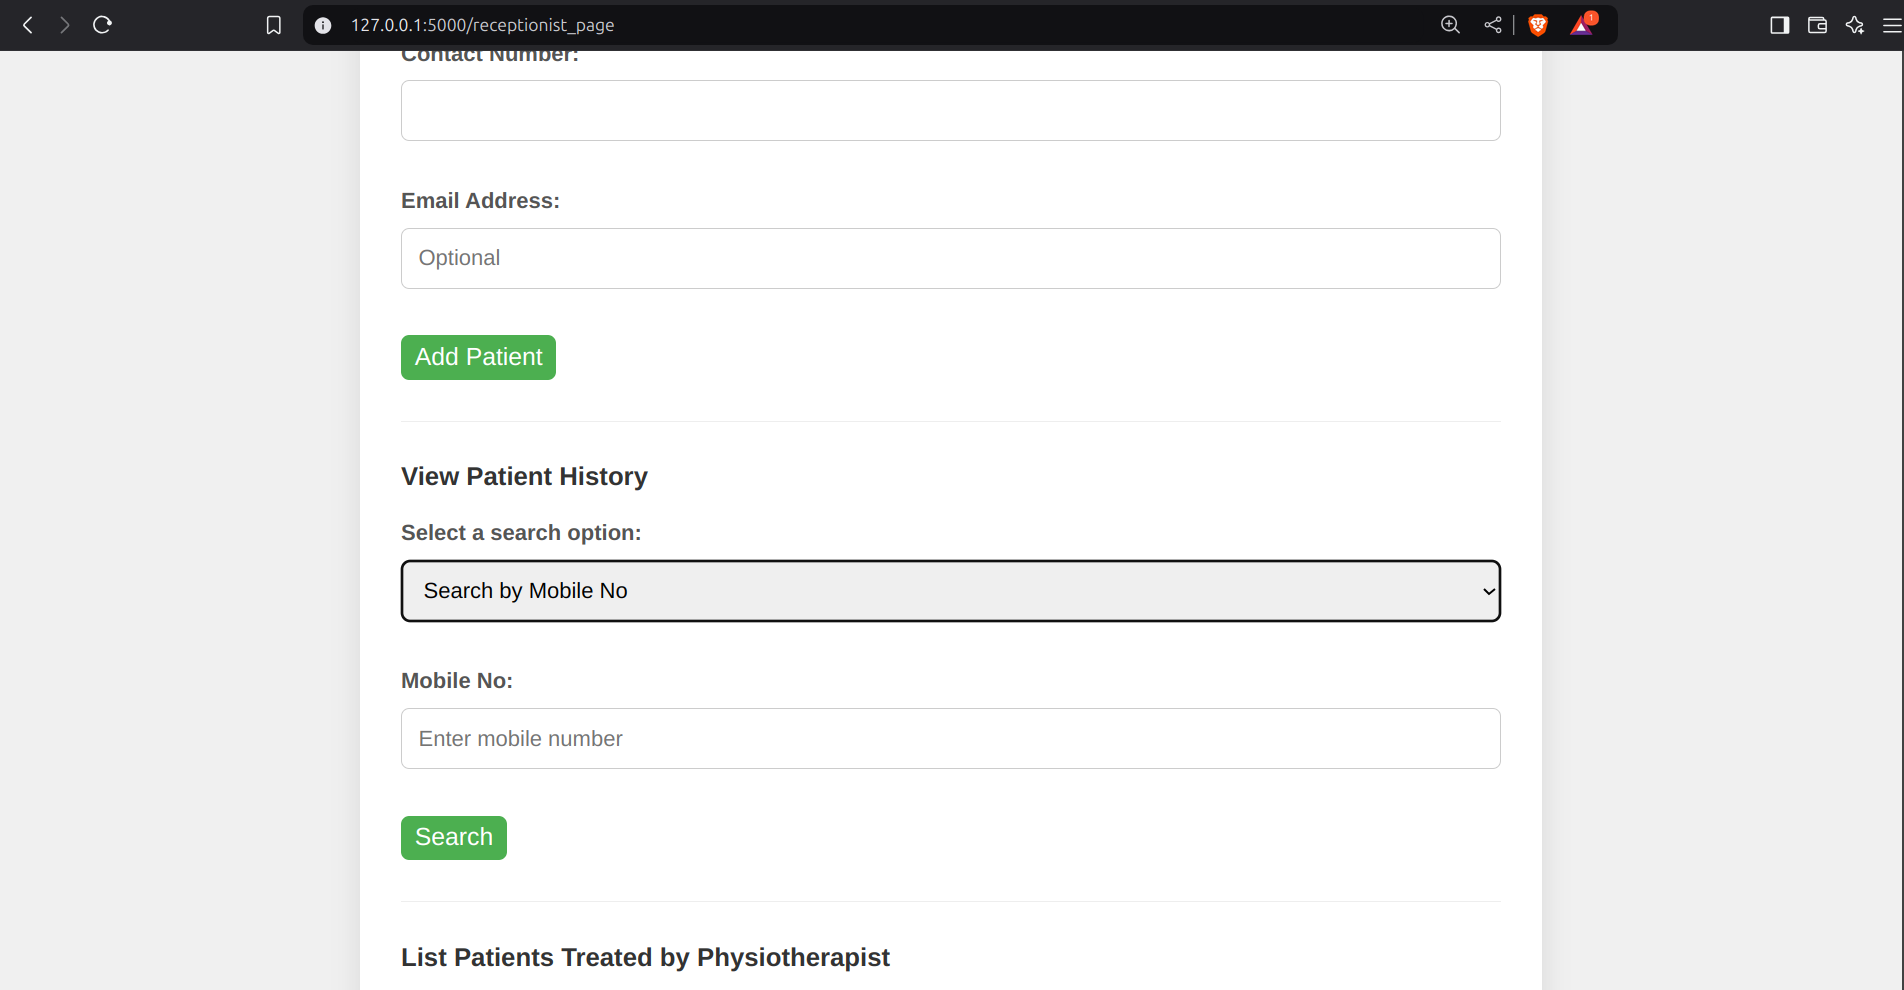 127.0.0.1:5000/receptionist_page
1
Contact Number:
Email Address:
Optional
Add Patient
View Patient History
Select a search option:
Search by Mobile No
Mobile No:
Enter mobile number
Search
List Patients Treated by Physiotherapist